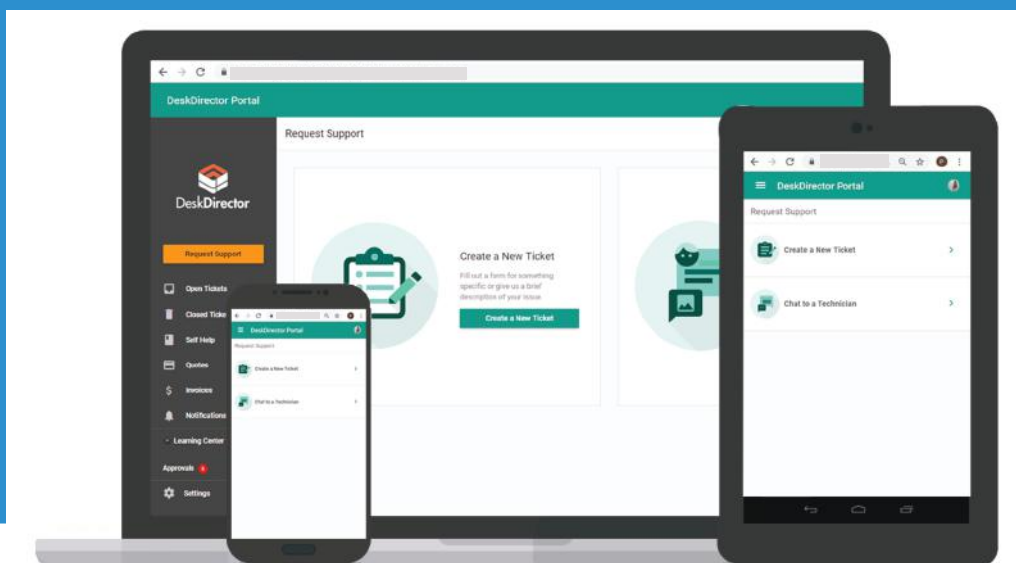 DeskDirector Portal
Request Support
DeskDirector
Request Support
Open Tickets
Closed Ticke
Self Help
Quotes
$ Invoices
Notifications
Learning Center
Approvals
Settings
Create a New Ticket
Fill out a form for something
specific or give us a brief
description of your issue
Create a New Ticket
DeskDirector Portal
Request Support
Create a New Ticket
Chat to a Technician
DeskDirector Portal
Request Support
Create a New Ticket
Chat to a Technician